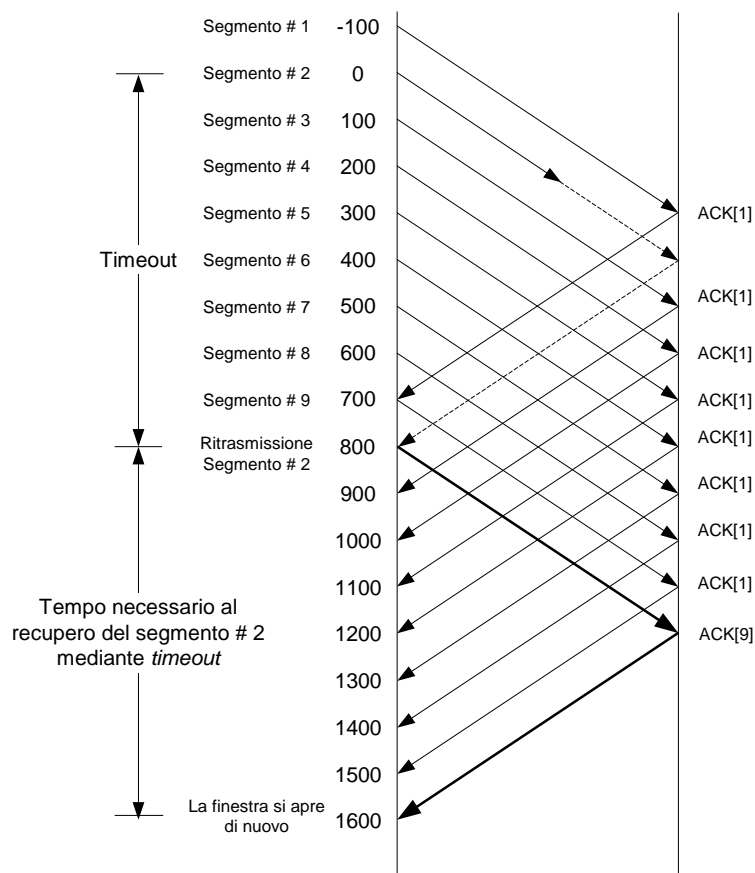 Segmento # 1 -100
Segmento # 2 0
Segmento # 3 100
Segmento # 4 200
Segmento # 5 300 ACK[1]
Timeout Segmento # 6 400
Segmento # 7 500 ACK[1]
Segmento # 8 600 ACK[1]
Segmento # 9 700 ACK[1]
Ritrasmissione
Segmento # 2
800 ACK[1]
900 ACK[1]
1000 ACK[1]
1100 ACK[1]
Tempo necessario al
recupero del segmento # 2
mediante timeout
1200 ACK[9]
1300
1400
1500
La finestra si apre
di nuovo
1600